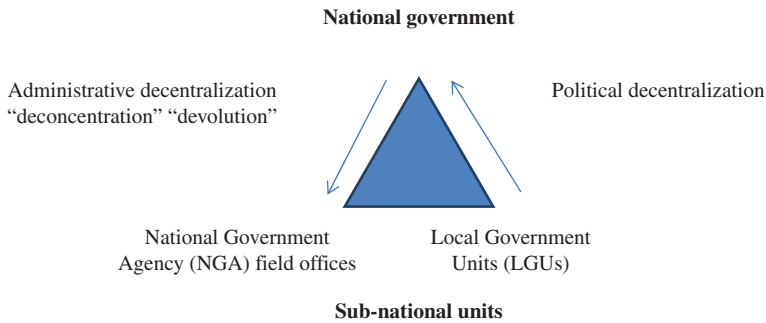 National government
Administrative decentralization
“deconcentration” “devolution”
Political decentralization
National Government
Agency (NGA) field offices
Local Government
Units (LGUs)
Sub-national units